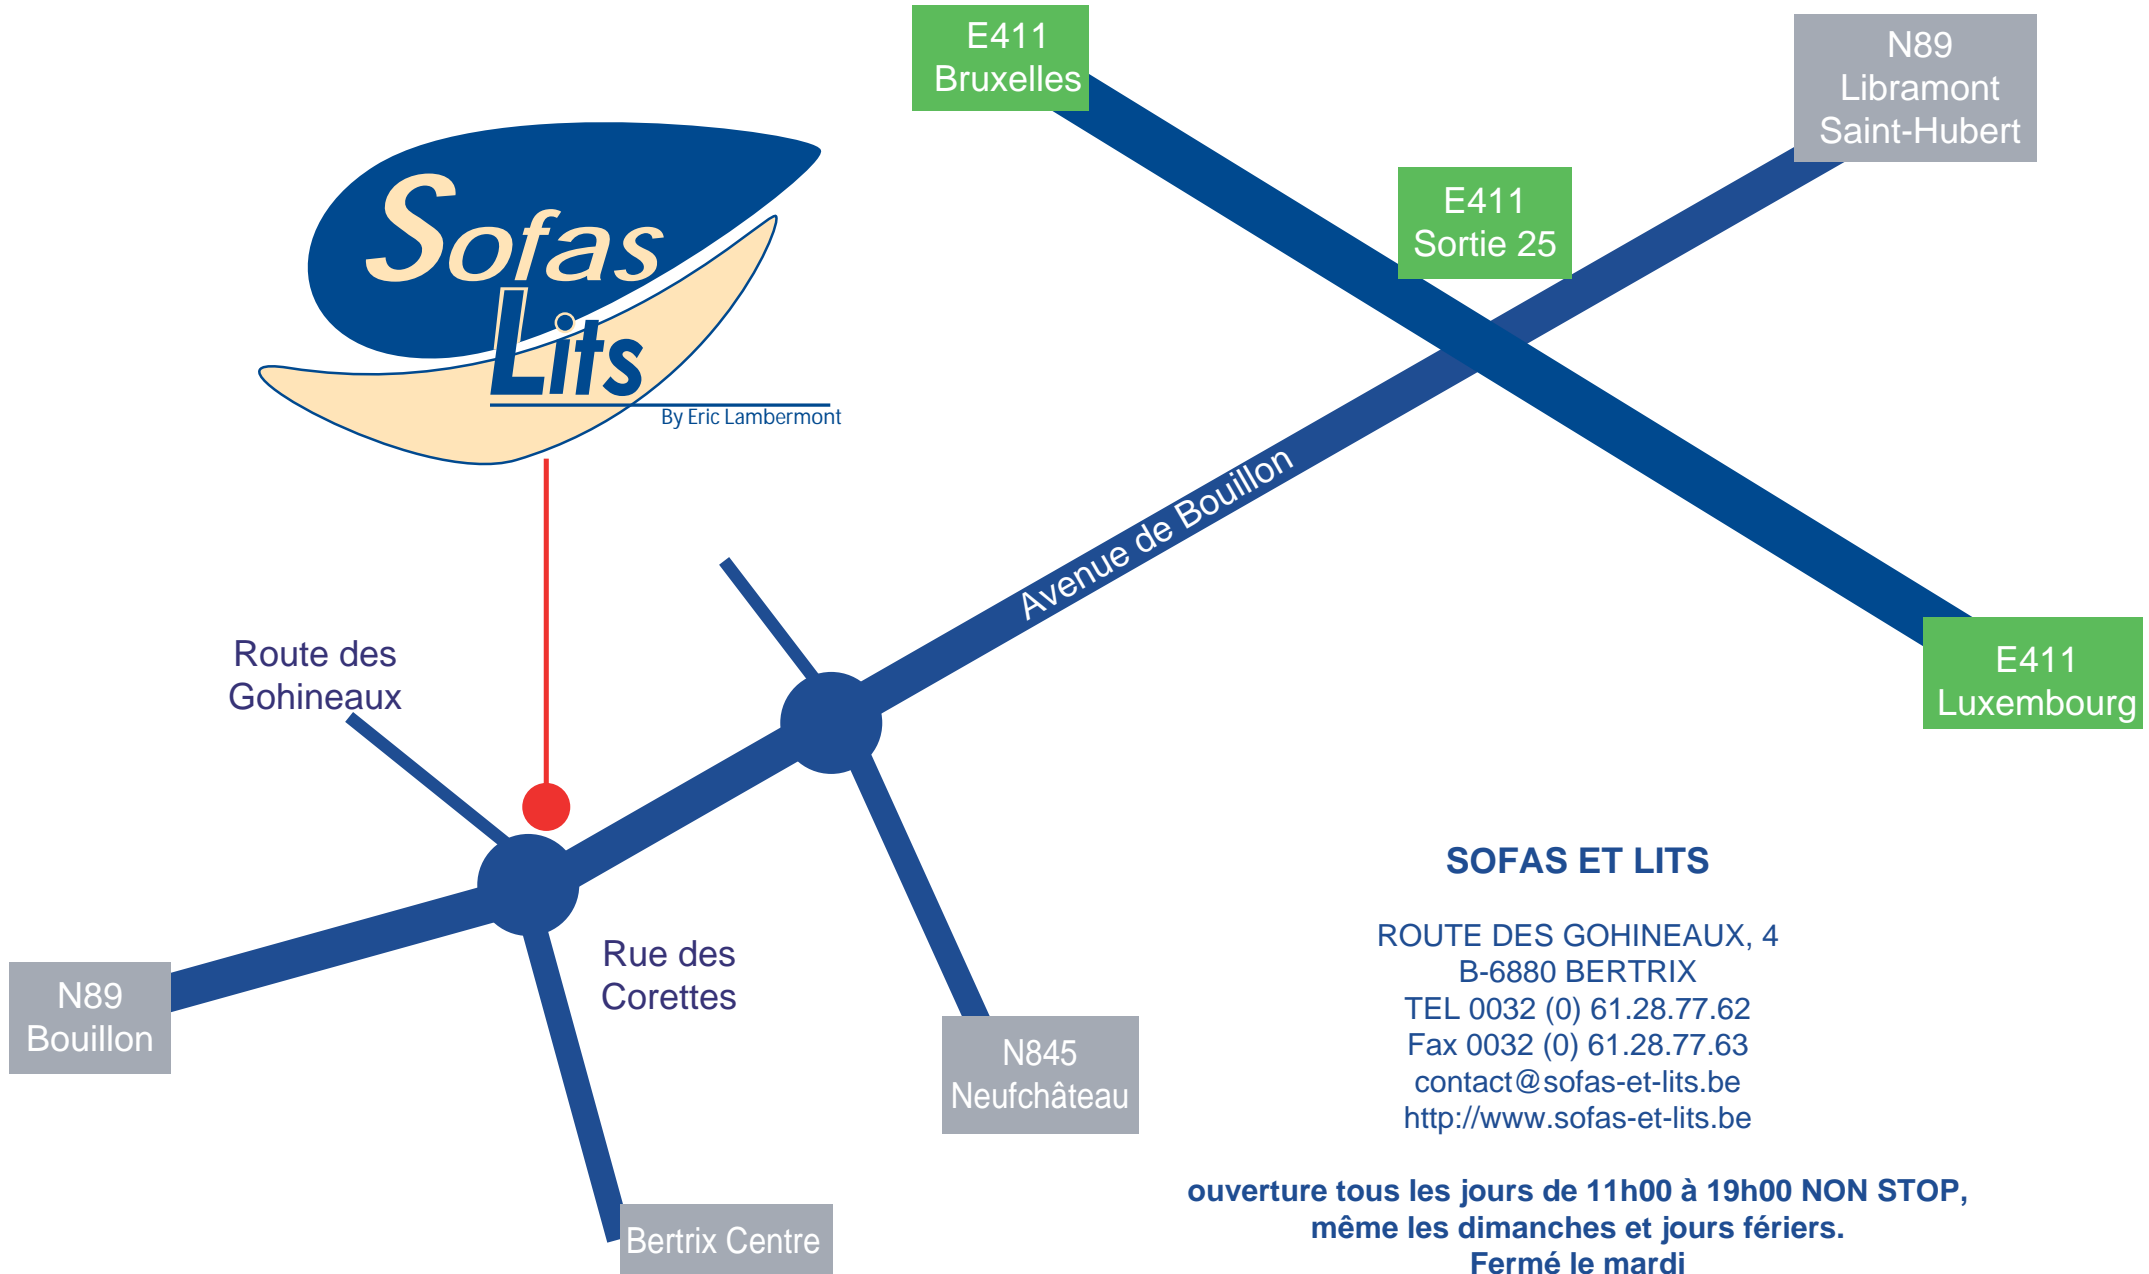 E411
Bruxelles
N89
Libramont
Saint-Hubert
E411
Sortie 25
Sofas
Lits
By Eric Lambermont
Avenue de Bouillon
Route des
Gohineaux
E411
Luxembourg
Rue des
Corettes
N89
Bouillon
N845
Neufchâteau
Bertrix Centre
SOFAS ET LITS
ROUTE DES GOHINEAUX, 4
B-6880 BERTRIX
TEL 0032 (0) 61.28.77.62
Fax 0032 (0) 61.28.77.63
contact@sofas-et-lits.be
http://www.sofas-et-lits.be
ouverture tous les jours de 11h00 à 19h00 NON STOP,
même les dimanches et jours fériers.
Fermé le mardi